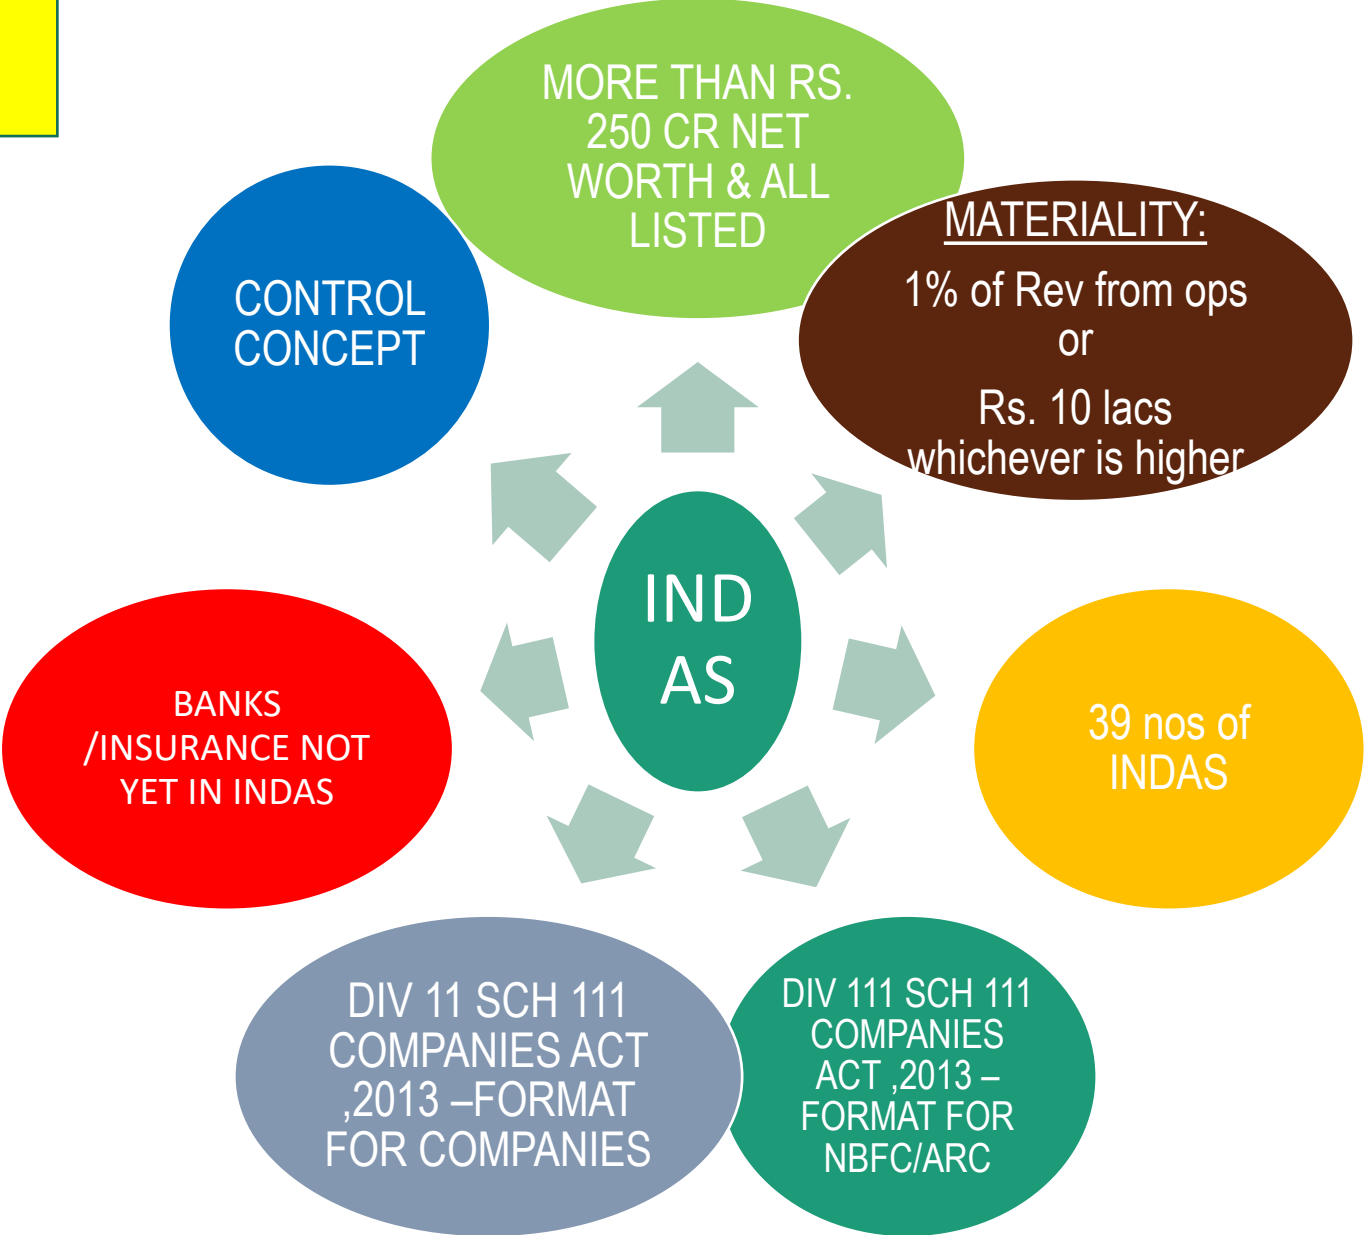 MORE THAN RS.
250 CR NET
WORTH & ALL
LISTED
MATERIALITY:
1% of Rev from ops
or
Rs. 10 lacs
whichever is higher
39 nos of
INDAS
DIV 111 SCH 111
COMPANIES
ACT ,2013 –
FORMAT FOR
NBFC/ARC
DIV 11 SCH 111
COMPANIES ACT
,2013 –FORMAT
FOR COMPANIES
BANKS
/INSURANCE NOT
YET IN INDAS
CONTROL
CONCEPT
IND
AS